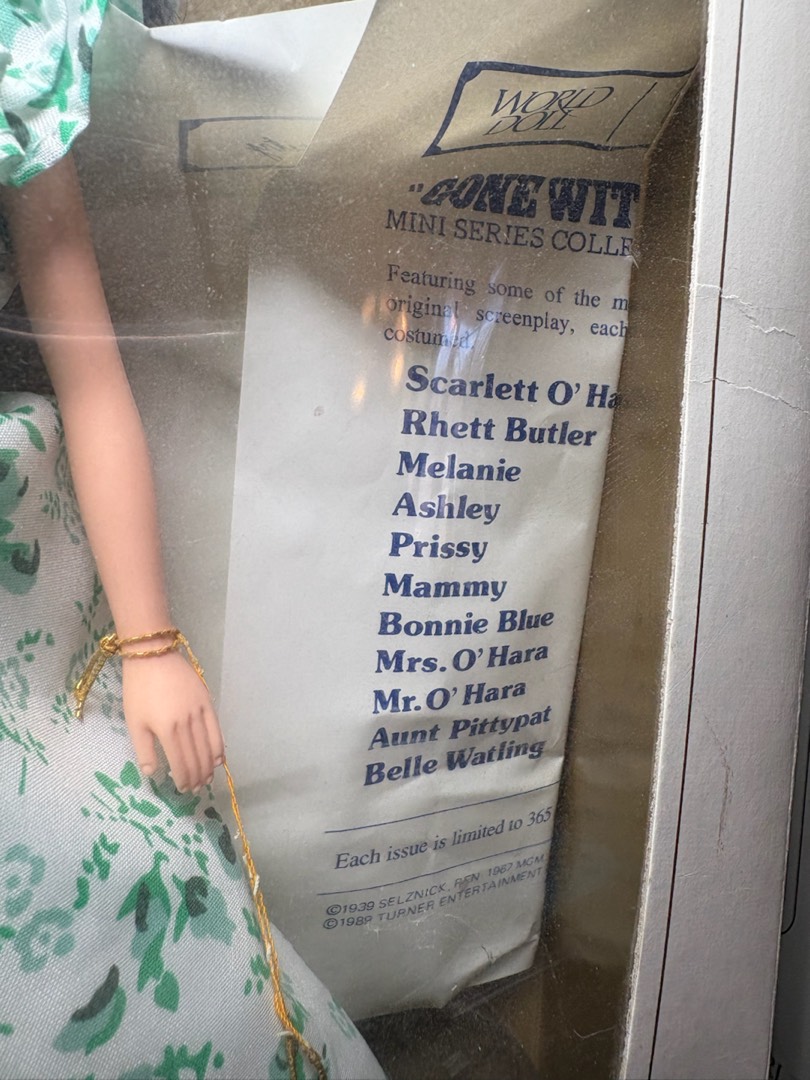 WORLD
DOLL
"GONE WIT
MINI SERIES COLLE
Featuring some of the m
original screenplay, each
costumed.
Scarlett O' Ha
Rhett Butler
Melanie
Ashley
Prissy
Mammy
Bonnie Blue
Mrs. O' Hara
Mr. O' Hara
Aunt Pittypat
Belle Watling
Each issue is limited to 365
©1939 SELZNICK, REN. 1967 MGM
©1989 TURNER ENTERTAINMENT